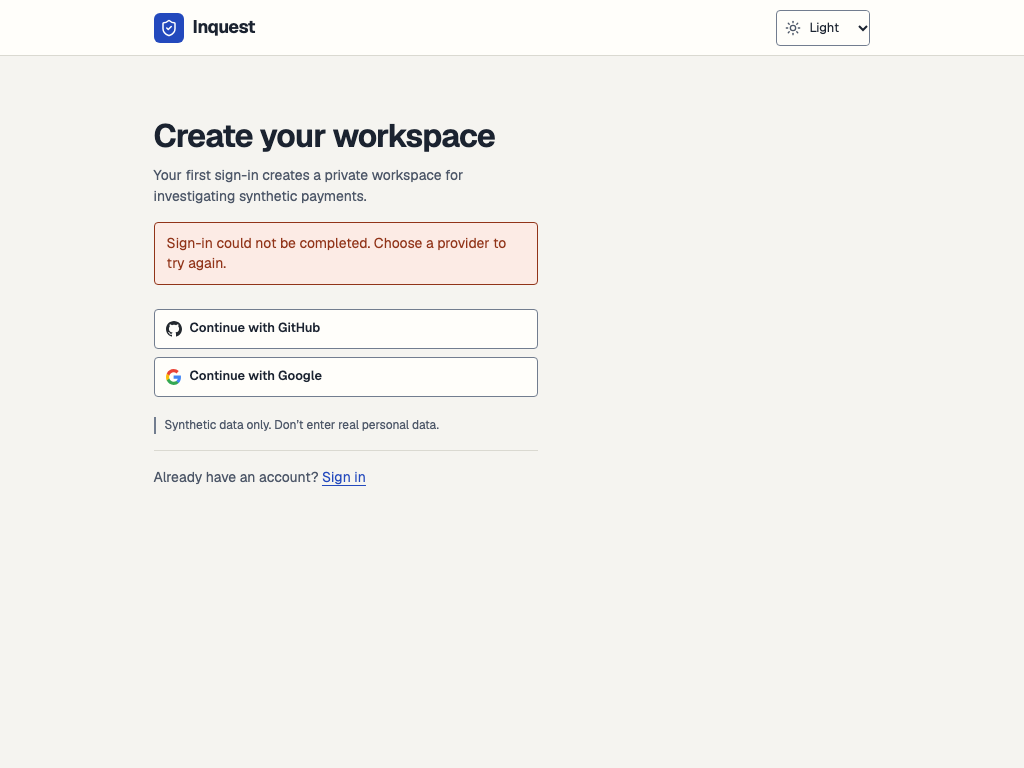 Inquest
Light
Create your workspace
Your first sign-in creates a private workspace for
investigating synthetic payments.
Sign-in could not be completed. Choose a provider to
try again.
Continue with GitHub
Continue with Google
Synthetic data only. Don't enter real personal data.
Already have an account? Sign in